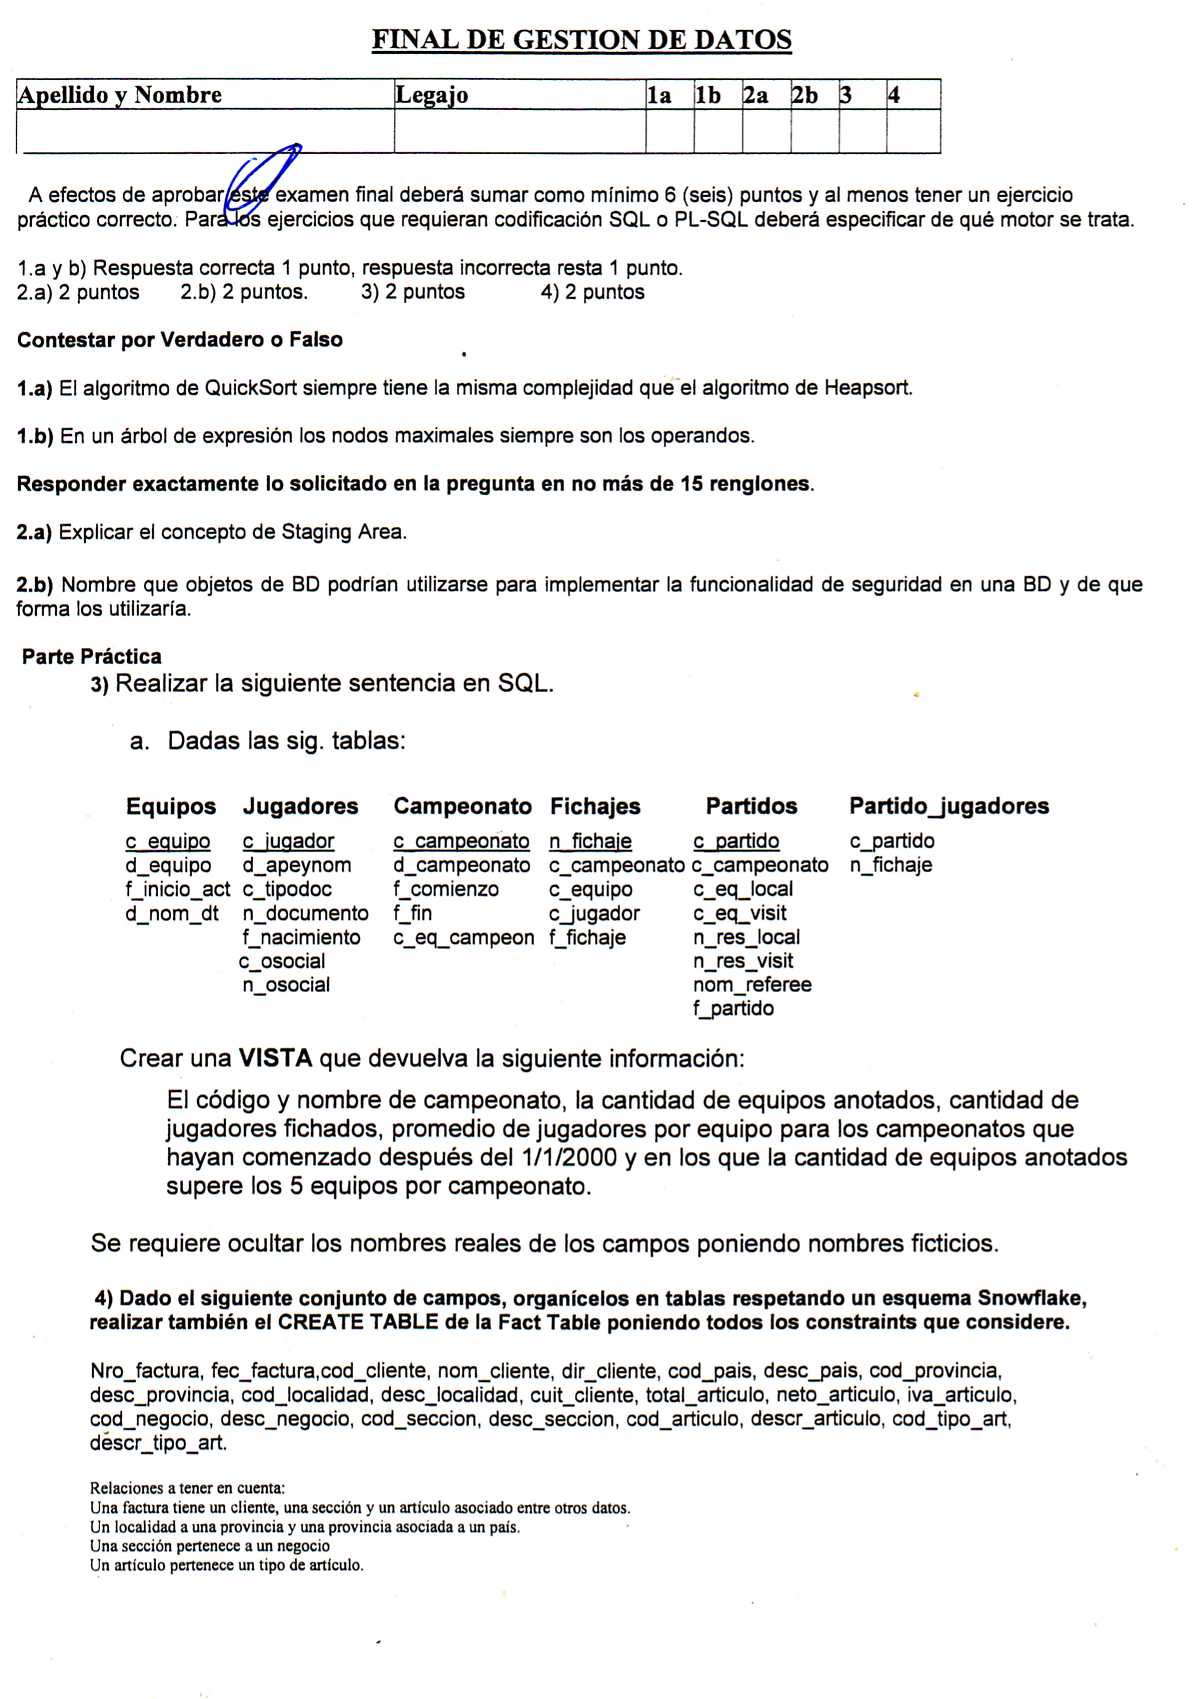 FINAL DE GESTION DE DATOS
Apellido y Nombre Legajo 1a 1b 2a 2b 3 4
A efectos de aprobar este examen final deberá sumar como mínimo 6 (seis) puntos y al menos tener un ejercicio
práctico correcto. Para los ejercicios que requieran codificación SQL o PL-SQL deberá especificar de qué motor se trata.
1.a y b) Respuesta correcta 1 punto, respuesta incorrecta resta 1 punto.
2.a) 2 puntos 2.b) 2 puntos. 3) 2 puntos 4) 2 puntos
Contestar por Verdadero o Falso
1.a) El algoritmo de QuickSort siempre tiene la misma complejidad que el algoritmo de Heapsort.
1.b) En un árbol de expresión los nodos maximales siempre son los operandos.
Responder exactamente lo solicitado en la pregunta en no más de 15 renglones.
2.a) Explicar el concepto de Staging Area.
2.b) Nombre que objetos de BD podrían utilizarse para implementar la funcionalidad de seguridad en una BD y de que
forma los utilizaría.
Parte Práctica
3) Realizar la siguiente sentencia en SQL.
a. Dadas las sig. tablas:
Equipos Jugadores Campeonato Fichajes Partidos Partido_jugadores
c_equipo c_jugador c_campeonato n_fichaje c_partido c_partido
d_equipo d_apeynom d_campeonato c_campeonato c_campeonato n_fichaje
f_inicio_act c_tipodoc f_comienzo c_equipo c_eq_local
d_nom_dt n_documento f_fin c_jugador c_eq_visit
f_nacimiento c_eq_campeon f_fichaje n_res_local
c_osocial n_res_visit
n_osocial nom_referee
f_partido
Crear una VISTA que devuelva la siguiente información:
El código y nombre de campeonato, la cantidad de equipos anotados, cantidad de
jugadores fichados, promedio de jugadores por equipo para los campeonatos que
hayan comenzado después del 1/1/2000 y en los que la cantidad de equipos anotados
supere los 5 equipos por campeonato.
Se requiere ocultar los nombres reales de los campos poniendo nombres ficticios.
4) Dado el siguiente conjunto de campos, organícelos en tablas respetando un esquema Snowflake,
realizar también el CREATE TABLE de la Fact Table poniendo todos los constraints que considere.
Nro_factura, fec_factura,cod_cliente, nom_cliente, dir_cliente, cod_pais, desc_pais, cod_provincia,
desc_provincia, cod_localidad, desc_localidad, cuit_cliente, total_articulo, neto_articulo, iva_articulo,
cod_negocio, desc_negocio, cod_seccion, desc_seccion, cod_articulo, descr_articulo, cod_tipo_art,
descr_tipo_art.
Relaciones a tener en cuenta:
Una factura tiene un cliente, una sección y un artículo asociado entre otros datos.
Un localidad a una provincia y una provincia asociada a un país.
Una sección pertenece a un negocio
Un artículo pertenece un tipo de artículo.